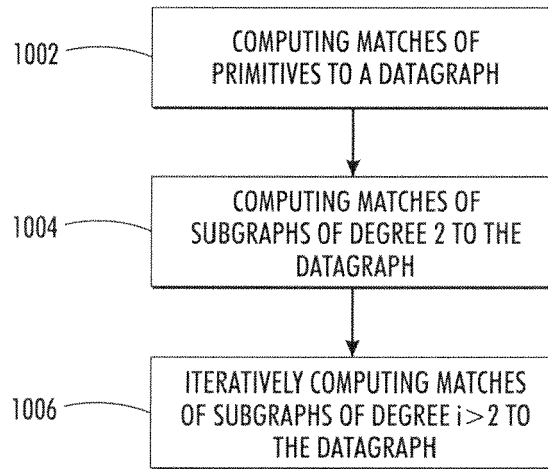 1002
COMPUTING MATCHES OF
PRIMITIVES TO A DATAGRAPH
1004
COMPUTING MATCHES OF
SUBGRAPHS OF DEGREE 2 TO THE
DATAGRAPH
1006
ITERATIVELY COMPUTING MATCHES
OF SUBGRAPHS OF DEGREE i>2 TO
THE DATAGRAPH